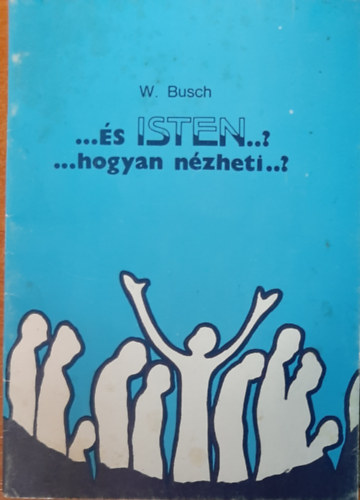 W. Busch
...ÉS ISTEN..?
...hogyan nézheti..?